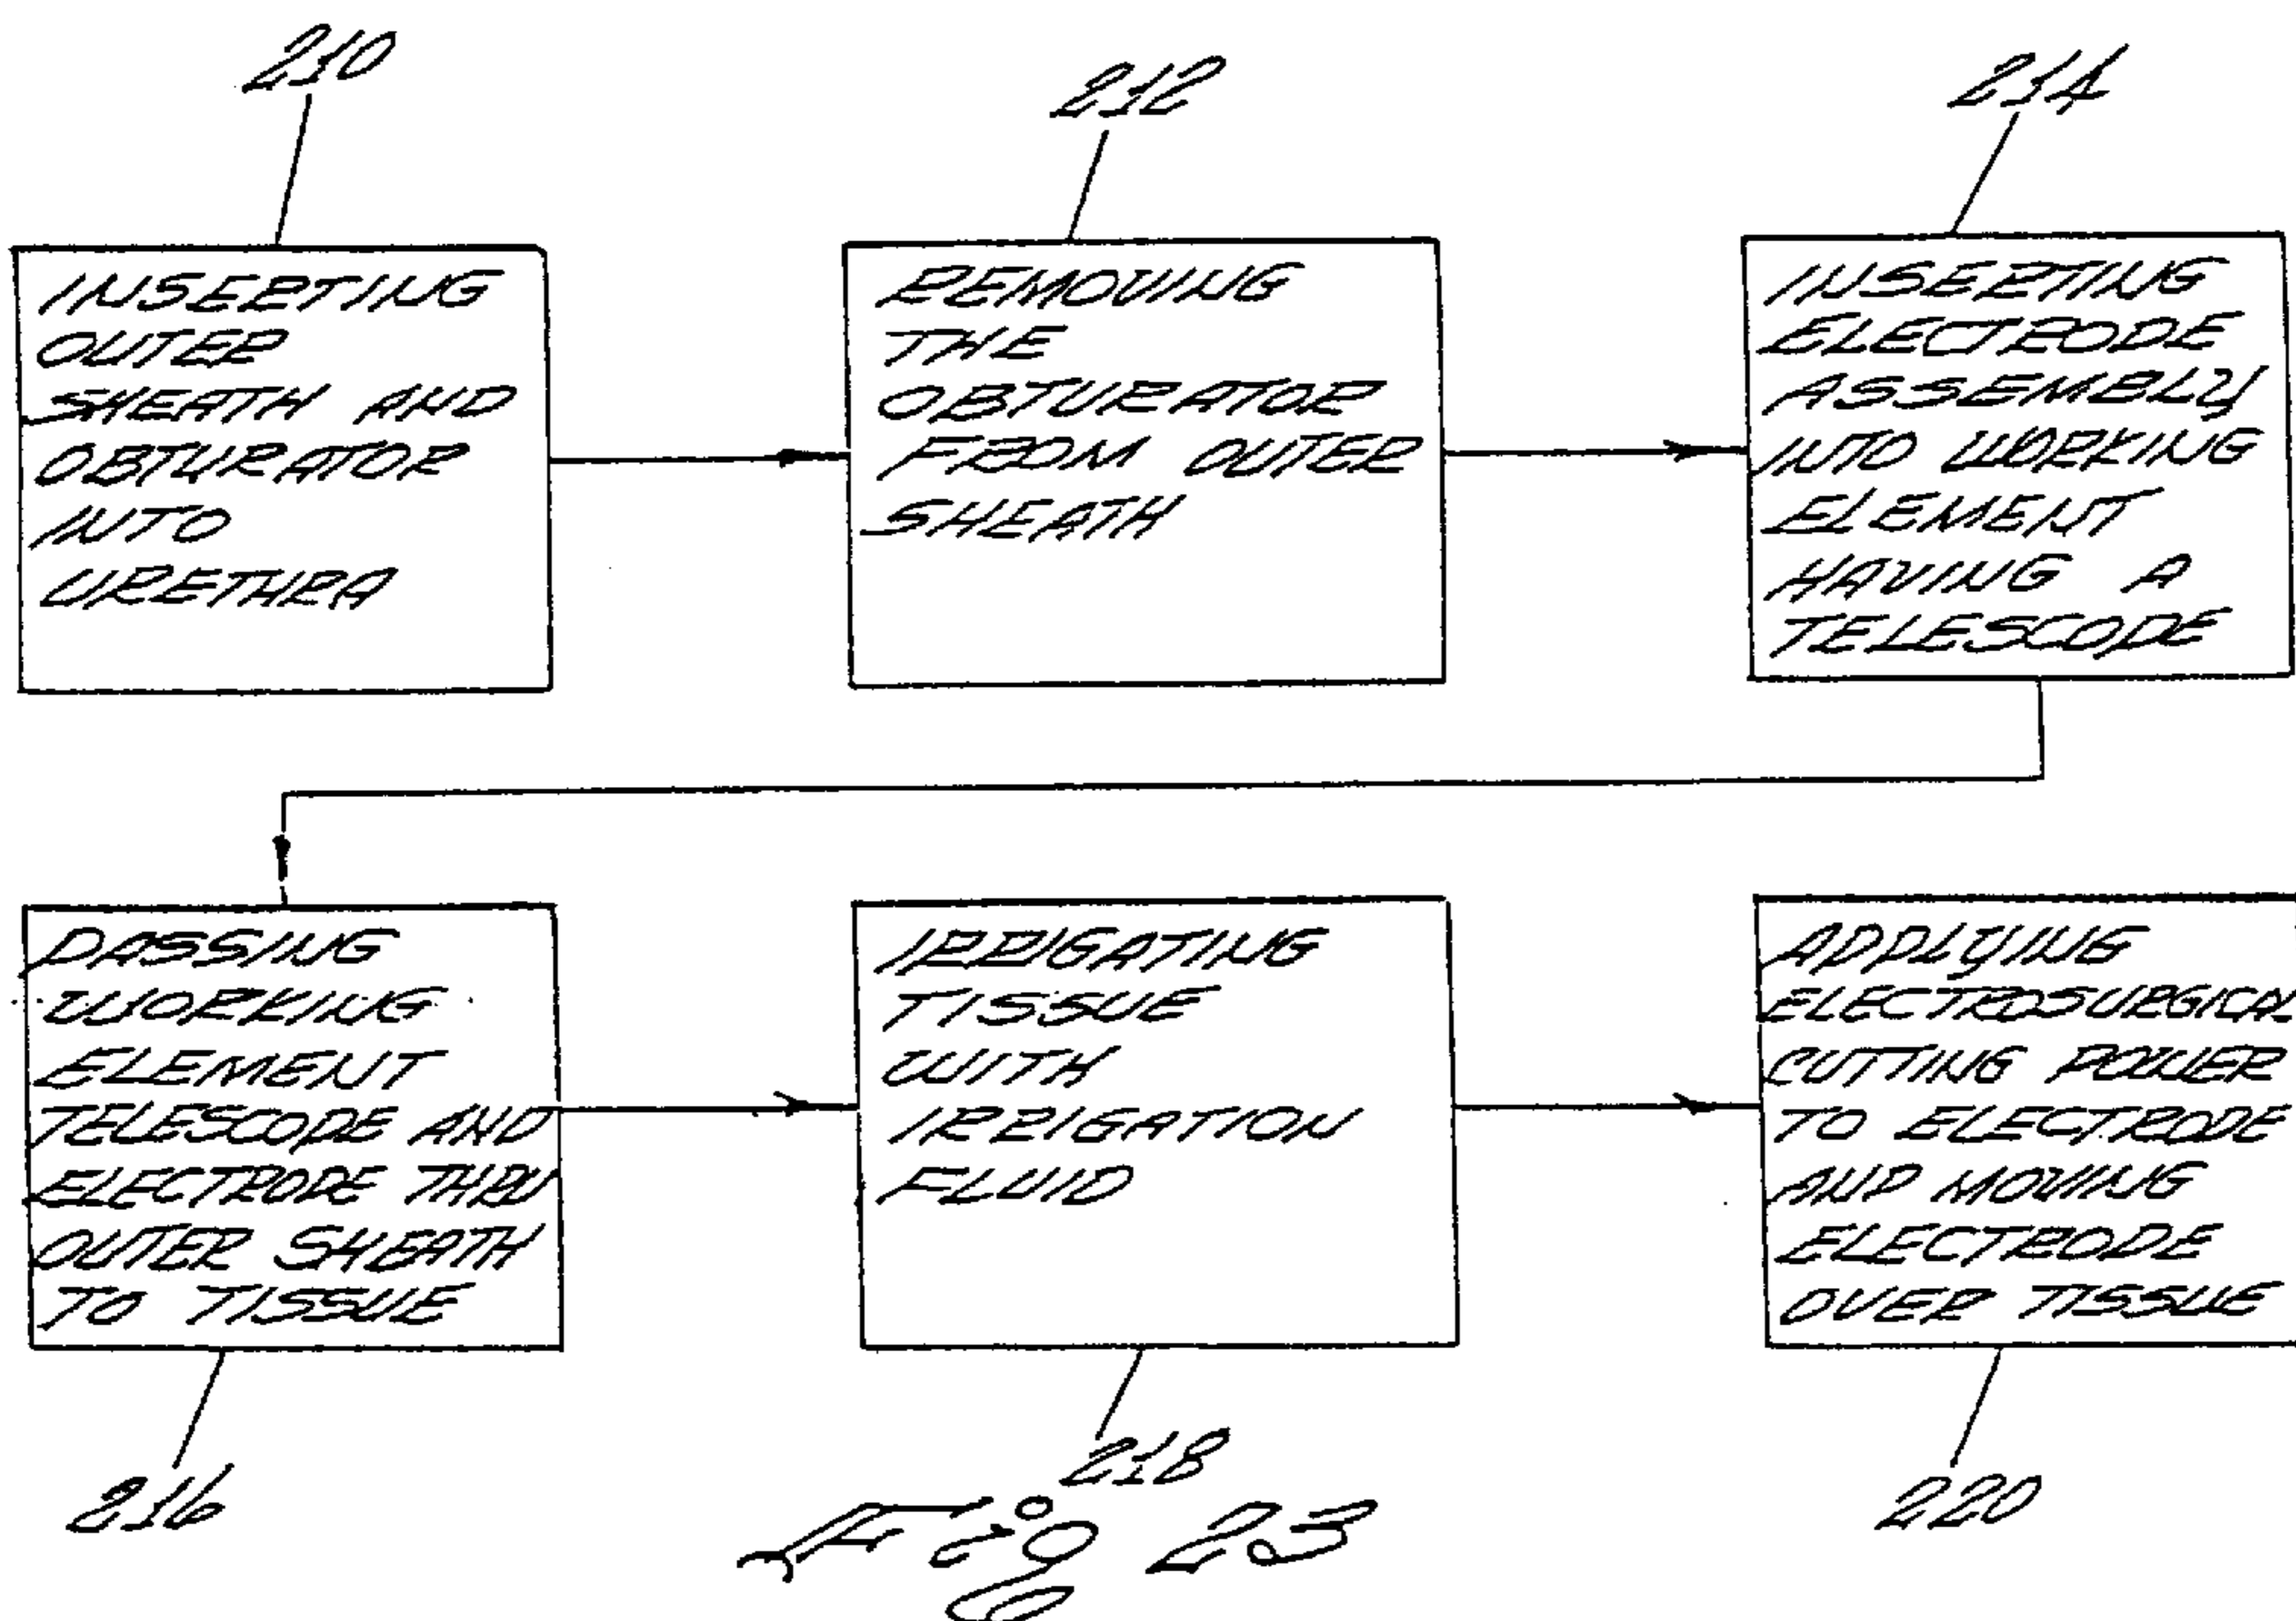 210
212
214
INSERTING
OUTER
SHEATH AND
OBTURATOR
INTO
URETHRA
REMOVING
THE
OBTURATOR
FROM OUTER
SHEATH
INSERTING
ELECTRODE
ASSEMBLY
INTO WORKING
ELEMENT
HAVING A
TELESCOPE
PASSING
WORKING
ELEMENT
TELESCOPE AND
ELECTRODE THRU
OUTER SHEATH
TO TISSUE
IRRIGATING
TISSUE
WITH
IRRIGATION
FLUID
APPLYING
ELECTROSURGICAL
CUTTING POWER
TO ELECTRODE
AND MOVING
ELECTRODE
OVER TISSUE
216
218
220
Fig 23